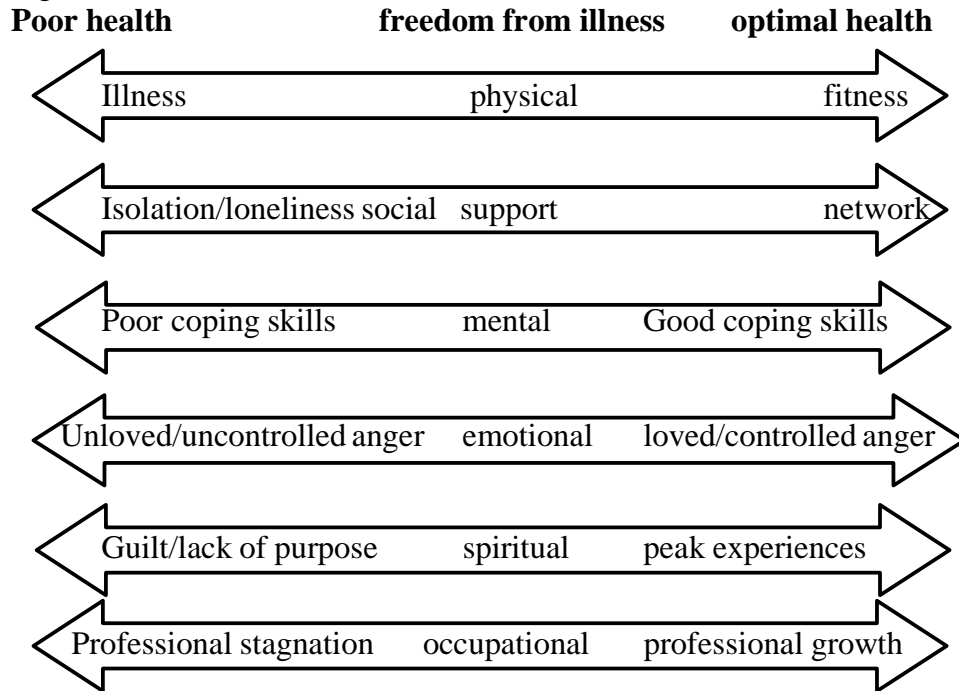 Poor health freedom from illness optimal health
Illness physical fitness
Isolation/loneliness social support network
Poor coping skills mental Good coping skills
Unloved/uncontrolled anger emotional loved/controlled anger
Guilt/lack of purpose spiritual peak experiences
Professional stagnation occupational professional growth